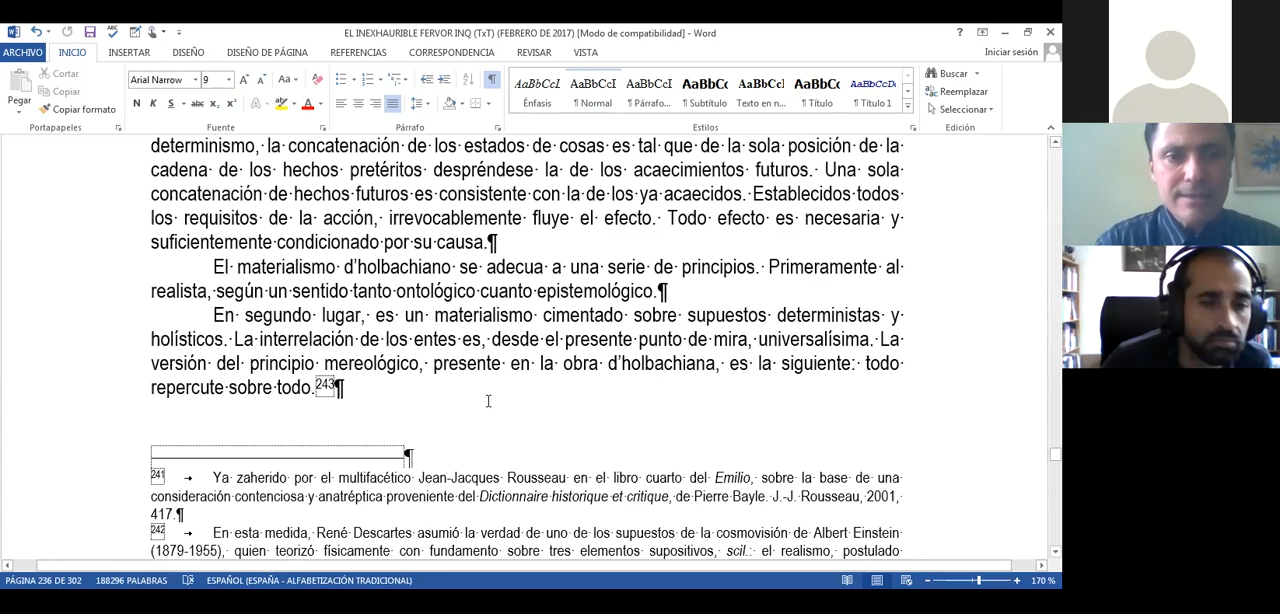 EL INEXHAURIBLE FERVOR INQ (TxT) (FEBRERO DE 2017) [Modo de compatibilidad] - Word
ARCHIVO INICIO INSERTAR DISEÑO DISEÑO DE PÁGINA REFERENCIAS CORRESPONDENCIA REVISAR VISTA Iniciar sesión
Pegar
Cortar
Copiar
Copiar formato
Portapapeles
Arial Narrow 9
N K S abc X₂ X²
Fuente
Párrafo
AaBbCcI AaBbCcI AaBbCcI AaBbCcI AaBbCcI AaBbCcI AaBbCcDı
Énfasis ¶ Normal ¶ Párrafo... ¶ Subtítulo Texto en n... ¶ Título ¶ Título 1
Estilos
Buscar
Reemplazar
Seleccionar
Edición
determinismo, la concatenación de los estados de cosas es tal que de la sola posición de la
cadena de los hechos pretéritos despréndese la de los acaecimientos futuros. Una sola
concatenación de hechos futuros es consistente con la de los ya acaecidos. Establecidos todos
los requisitos de la acción, irrevocablemente fluye el efecto. Todo efecto es necesaria y
suficientemente condicionado por su causa.¶
El materialismo d’holbachiano se adecua a una serie de principios. Primeramente al
realista, según un sentido tanto ontológico cuanto epistemológico.¶
En segundo lugar, es un materialismo cimentado sobre supuestos deterministas y
holísticos. La interrelación de los entes es, desde el presente punto de mira, universalísima. La
versión del principio mereológico, presente en la obra d’holbachiana, es la siguiente: todo
repercute sobre todo.243¶
¶
241 → Ya zaherido por el multifacético Jean-Jacques Rousseau en el libro cuarto del Emilio, sobre la base de una
consideración contenciosa y anatréptica proveniente del Dictionnaire historique et critique, de Pierre Bayle. J.-J. Rousseau, 2001,
417.¶
242 → En esta medida, René Descartes asumió la verdad de uno de los supuestos de la cosmovisión de Albert Einstein
(1879-1955), quien teorizó físicamente con fundamento sobre tres elementos supositivos, scil.: el realismo, postulado
PÁGINA 236 DE 302 188296 PALABRAS ESPAÑOL (ESPAÑA - ALFABETIZACIÓN TRADICIONAL) 170 %